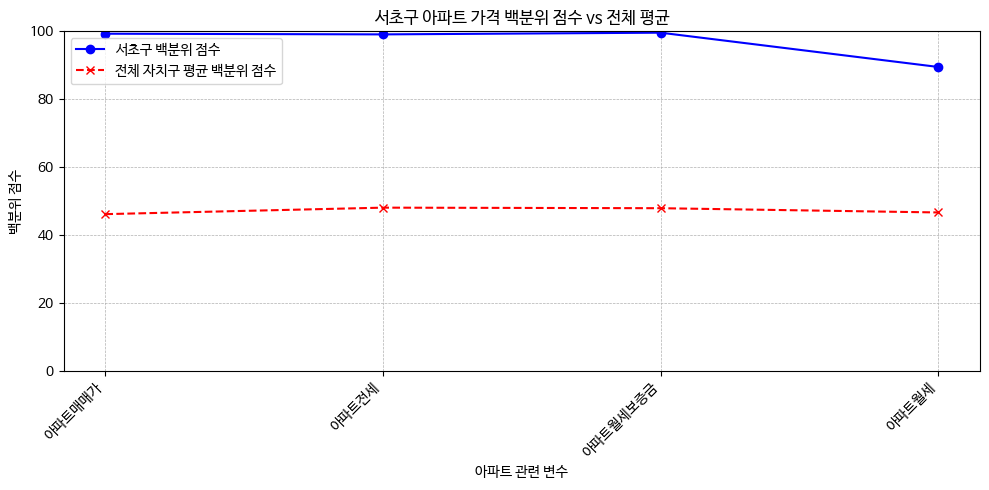 서초구 아파트 가격 백분위 점수 vs 전체 평균
서초구 백분위 점수
전체 자치구 평균 백분위 점수
백분위 점수
100
80
60
40
20
0
아파트매매가
아파트전세
아파트월세보증금
아파트월세
아파트 관련 변수